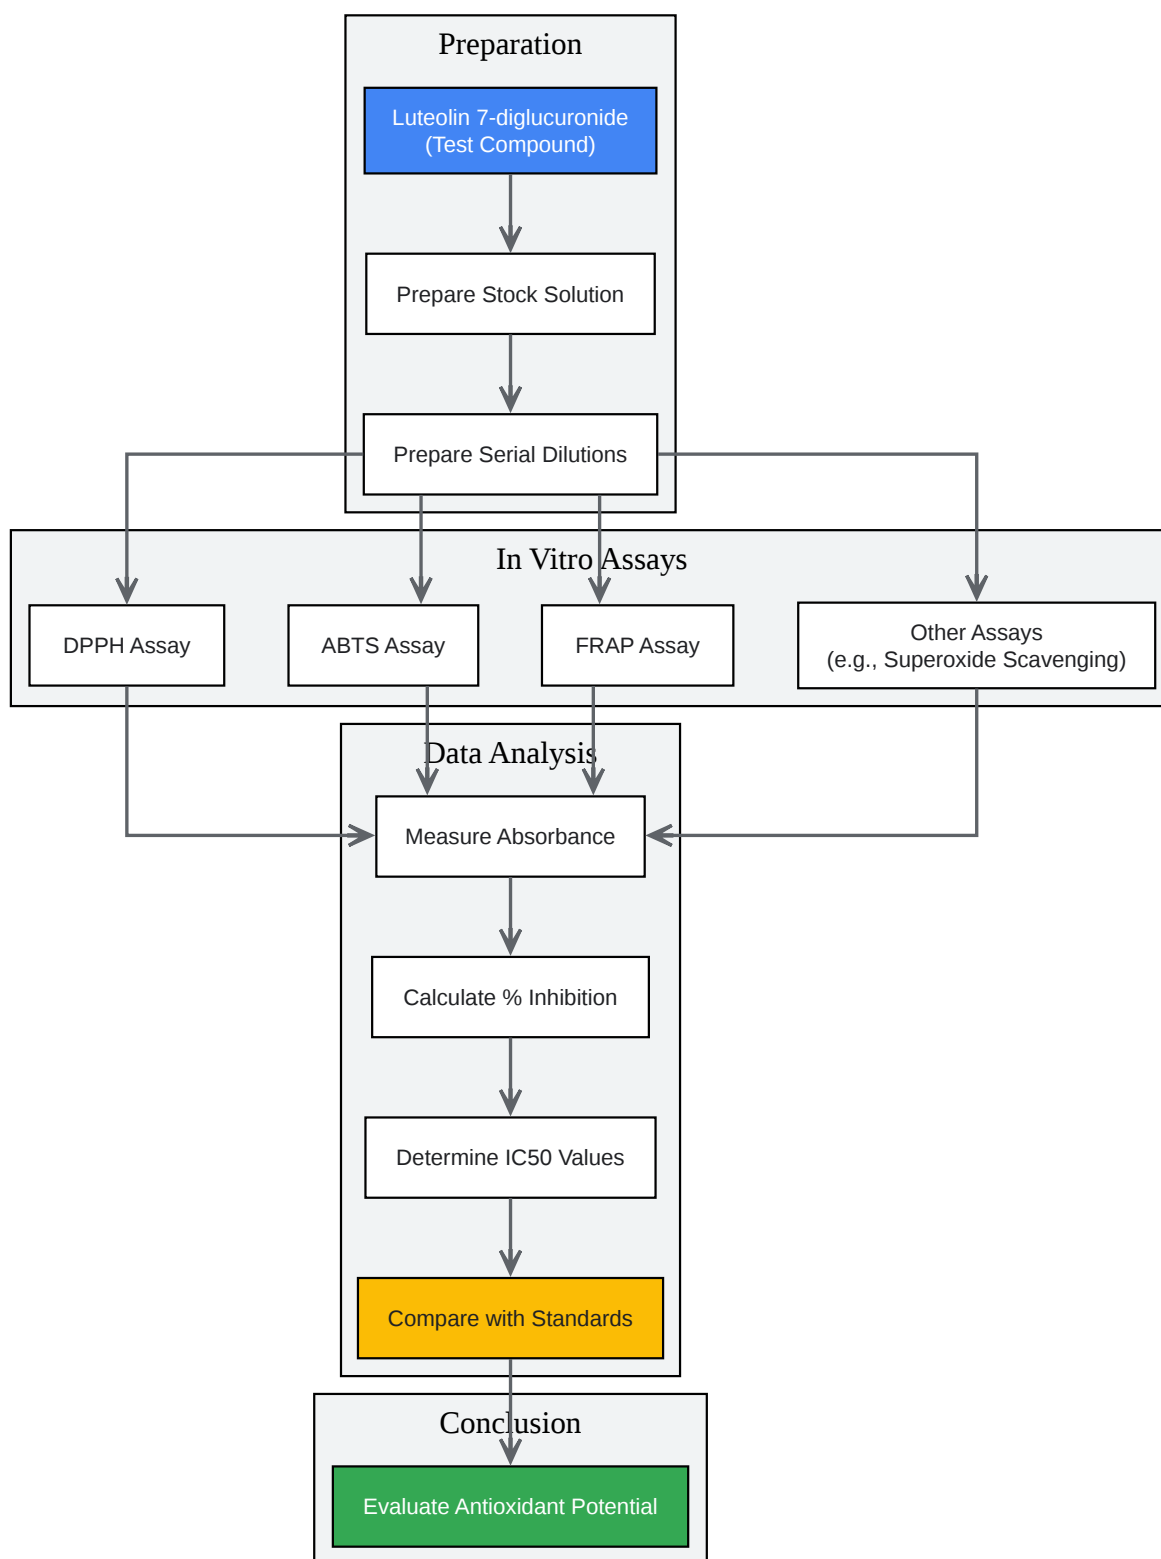 Preparation
Luteolin 7-diglucuronide
(Test Compound)
Prepare Stock Solution
Prepare Serial Dilutions
In Vitro Assays
DPPH Assay
ABTS Assay
FRAP Assay
Other Assays
(e.g., Superoxide Scavenging)
Data Analysis
Measure Absorbance
Calculate % Inhibition
Determine IC50 Values
Compare with Standards
Conclusion
Evaluate Antioxidant Potential